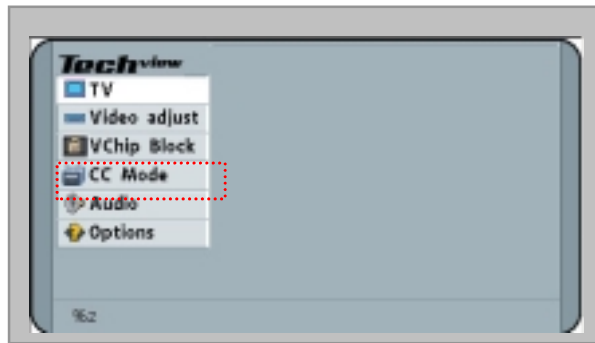 Techview
TV
Video adjust
VChip Block
CC Mode
Audio
Options
%z